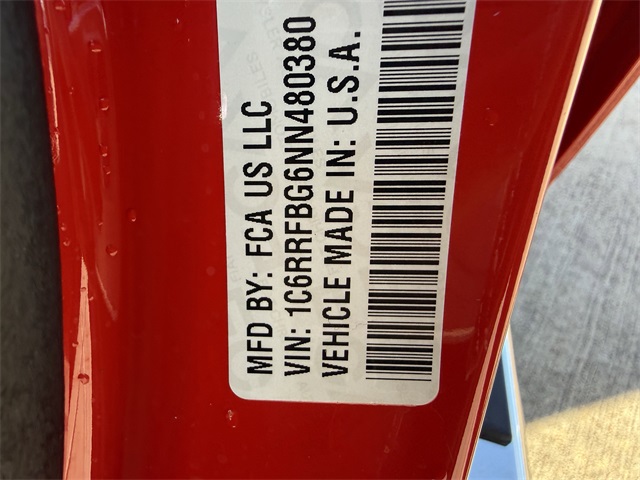 MFD BY: FCA US LLC
VIN: 1C6RRFBG6NN480380
VEHICLE MADE IN: U.S.A.